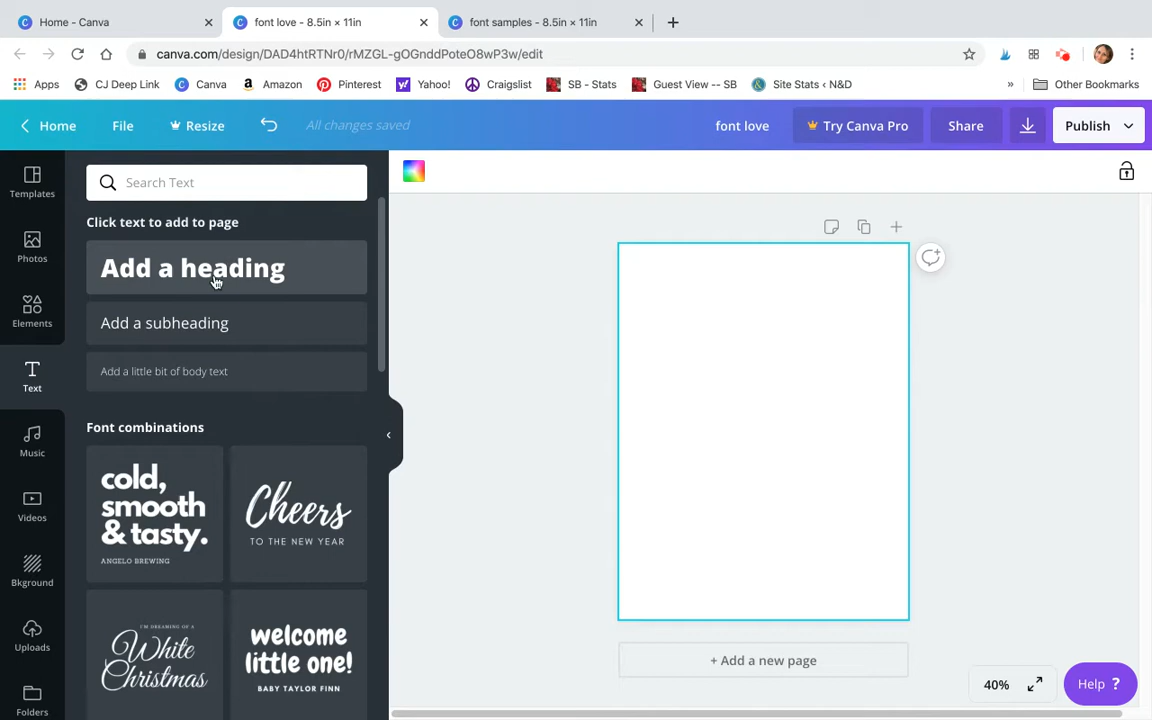 Home - Canva
font love - 8.5in × 11in
font samples - 8.5in × 11in
canva.com/design/DAD4htRTNr0/rMZGL-gOGnddPoteO8wP3w/edit
Apps
CJ Deep Link
Canva
Amazon
Pinterest
Yahoo!
Craigslist
SB - Stats
Guest View -- SB
Site Stats ‹ N&D
»
Other Bookmarks
Home
File
Resize
All changes saved
font love
Try Canva Pro
Share
Publish
Templates
Photos
Elements
Text
Music
Videos
Bkground
Uploads
Folders
Search Text
Click text to add to page
Add a heading
Add a subheading
Add a little bit of body text
Font combinations
cold,
smooth
& tasty.
ANGELO BREWING
Cheers
TO THE NEW YEAR
I'M DREAMING OF A
White
Christmas
welcome
little one!
BABY TAYLOR FINN
+ Add a new page
40%
Help ?